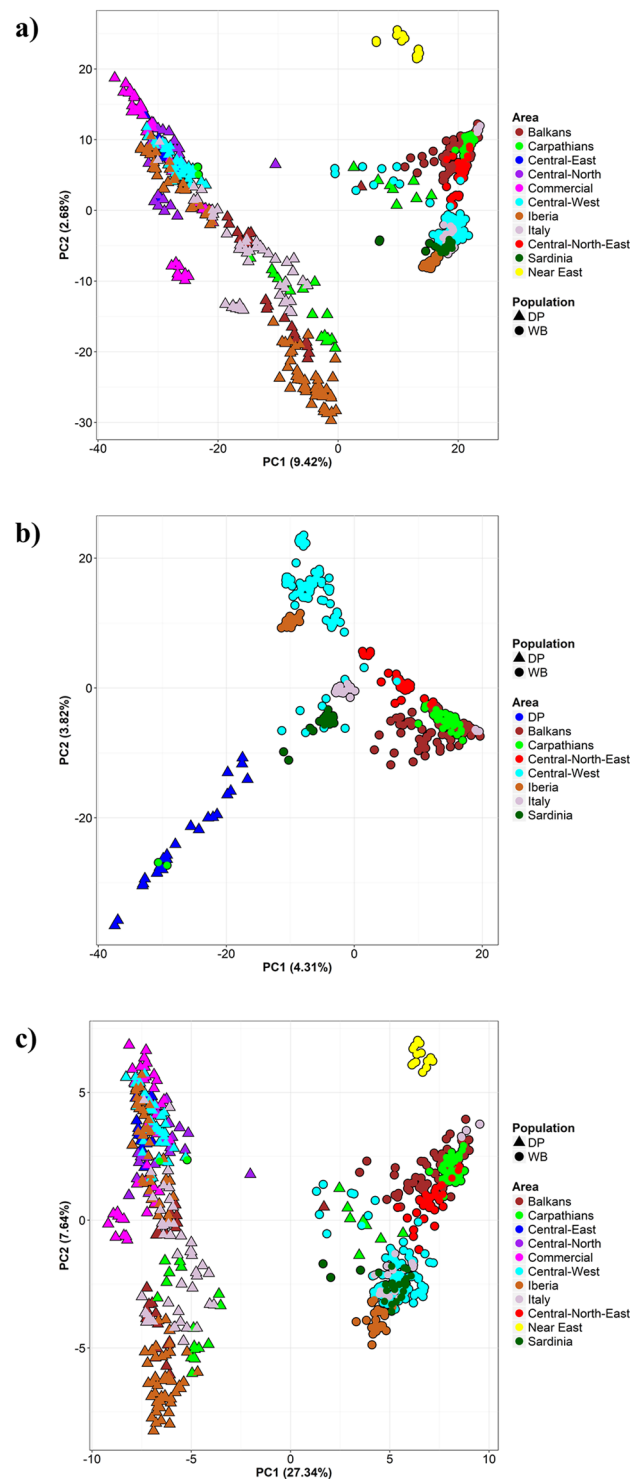 a)
20
10
0
-10
-20
-30
PC2 (2.68%)
-40
-20
0
20
PC1 (9.42%)
Area
Balkans
Carpathians
Central-East
Central-North
Commercial
Central-West
Iberia
Italy
Central-North-East
Sardinia
Near East
Population
DP
WB
b)
20
0
-20
PC2 (3.82%)
-40
-20
0
20
PC1 (4.31%)
Population
DP
WB
Area
DP
Balkans
Carpathians
Central-North-East
Central-West
Iberia
Italy
Sardinia
c)
5
0
-5
PC2 (7.64%)
-10
-5
0
5
10
PC1 (27.34%)
Population
DP
WB
Area
Balkans
Carpathians
Central-East
Central-North
Commercial
Central-West
Iberia
Italy
Central-North-East
Near East
Sardinia